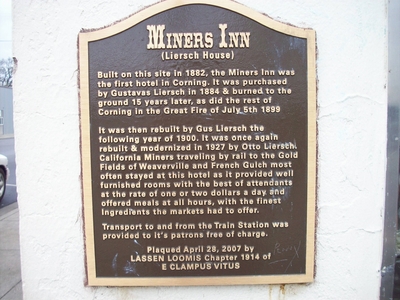 MINERS INN
(Liersch House)
Built on this site in 1882, the Miners Inn was
the first hotel in Corning. It was purchased
by Gustavas Liersch in 1884 & burned to the
ground 15 years later, as did the rest of
Corning in the Great Fire of July 5th 1899
It was then rebuilt by Gus Liersch the
following year of 1900. It was once again
rebuilt & modernized in 1927 by Otto Liersch.
California Miners traveling by rail to the Gold
Fields of Weaverville and French Gulch most
often stayed at this hotel as it provided well
furnished rooms with the best of attendants
at the rate of one or two dollars a day and
offered meals at all hours, with the finest
ingredients the markets had to offer.
Transport to and from the Train Station was
provided to it's patrons free of charge.
Plaqued April 28, 2007 by
LASSEN LOOMIS Chapter 1914 of
E CLAMPUS VITUS